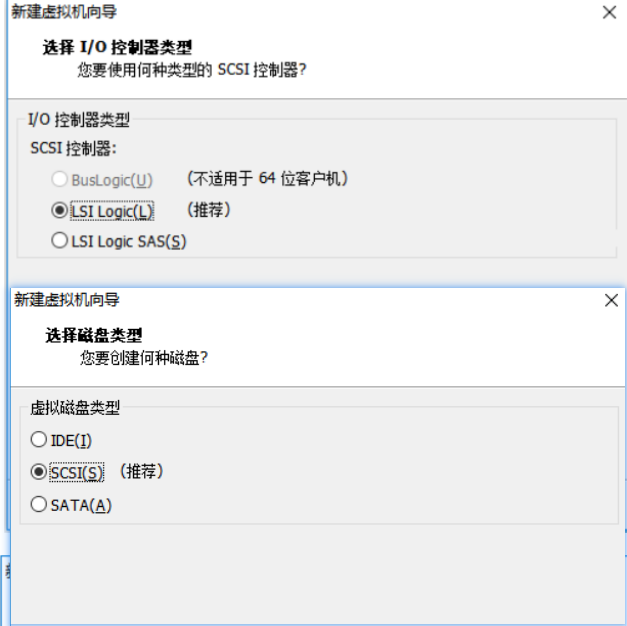 新建虚拟机向导
选择 I/O 控制器类型
您要使用何种类型的 SCSI 控制器?
I/O 控制器类型
SCSI 控制器:
BusLogic(U) (不适用于 64 位客户机)
LSI Logic(L) (推荐)
LSI Logic SAS(S)
新建虚拟机向导
选择磁盘类型
您要创建何种磁盘?
虚拟磁盘类型
IDE(I)
SCSI(S) (推荐)
SATA(A)